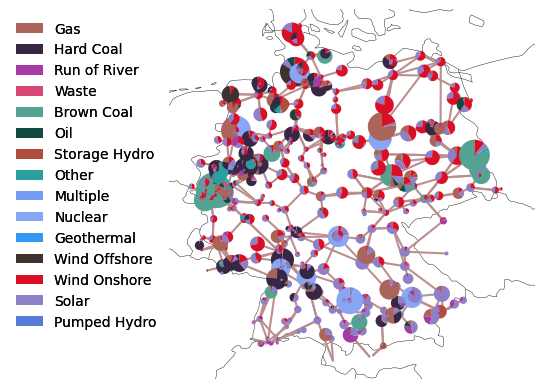 Gas
Hard Coal
Run of River
Waste
Brown Coal
Oil
Storage Hydro
Other
Multiple
Nuclear
Geothermal
Wind Offshore
Wind Onshore
Solar
Pumped Hydro